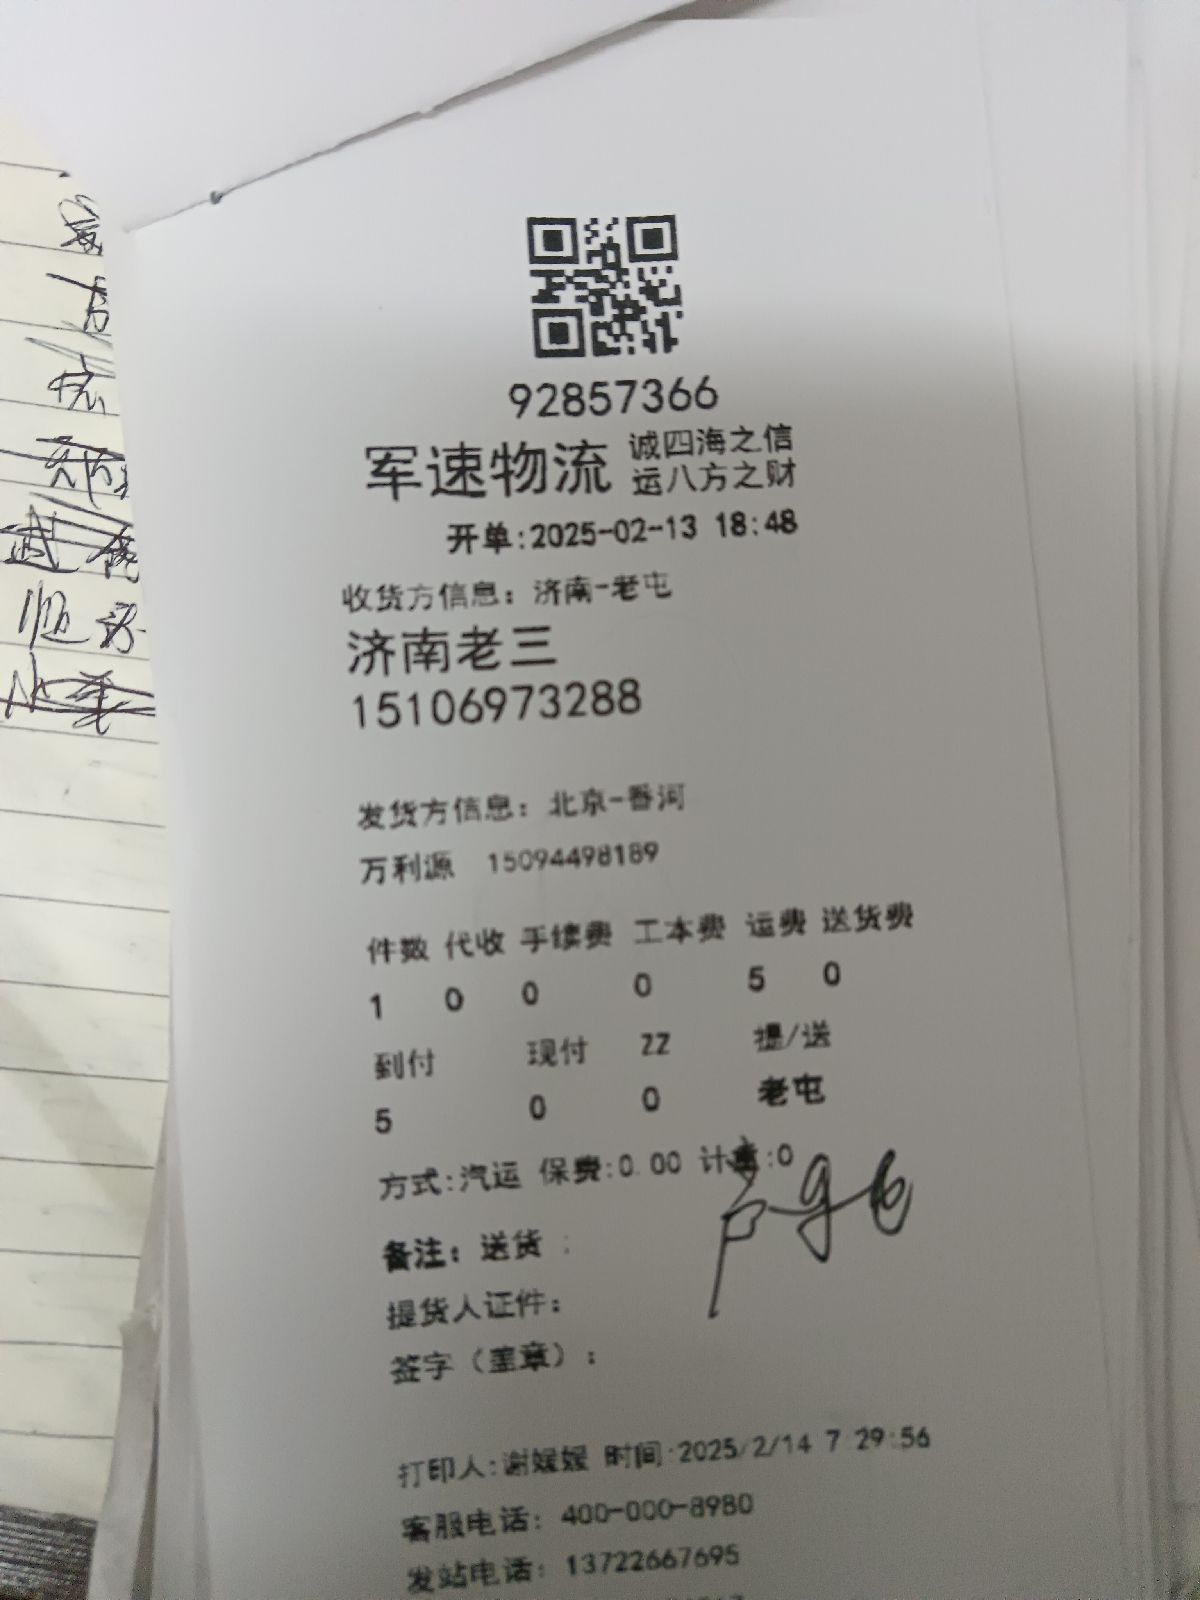 92857366
军速物流 诚四海之信
运八方之财
开单:2025-02-13 18:48
收货方信息：济南-老屯
济南老三
15106973288
发货方信息：北京-番河
万利源 15094498189
件数 代收 手续费 工本费 运费 送货费
1 0 0 0 5 0
到付 现付 ZZ 提/送
5 0 0 老屯
方式:汽运 保费:0.00 计重:0
备注：送货：
提货人证件：
签字（盖章）：
打印人:谢媛媛 时间:2025/2/14 7:29:56
客服电话：400-000-8980
发站电话：13722667695